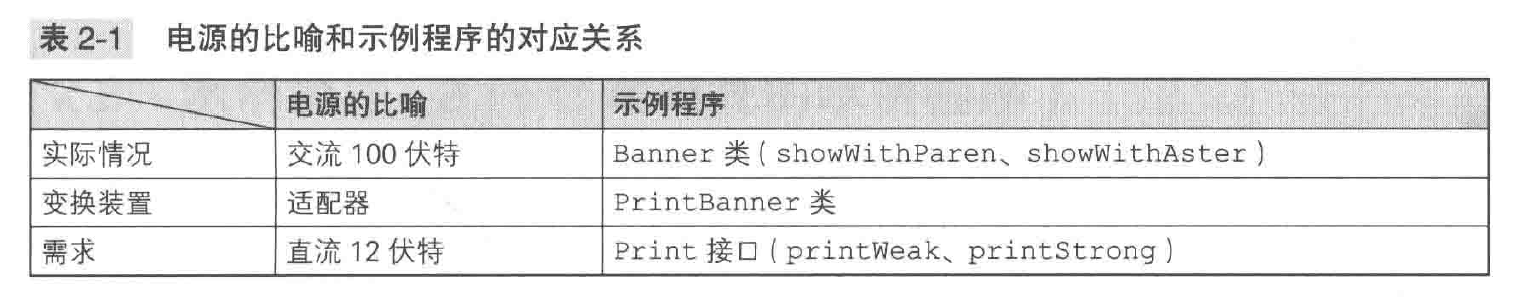 表 2-1 电源的比喻和示例程序的对应关系
电源的比喻 示例程序
实际情况 交流 100 伏特 Banner 类 ( showWithParen、showWithAster )
变换装置 适配器 PrintBanner 类
需求 直流 12 伏特 Print 接口 ( printWeak、printStrong )